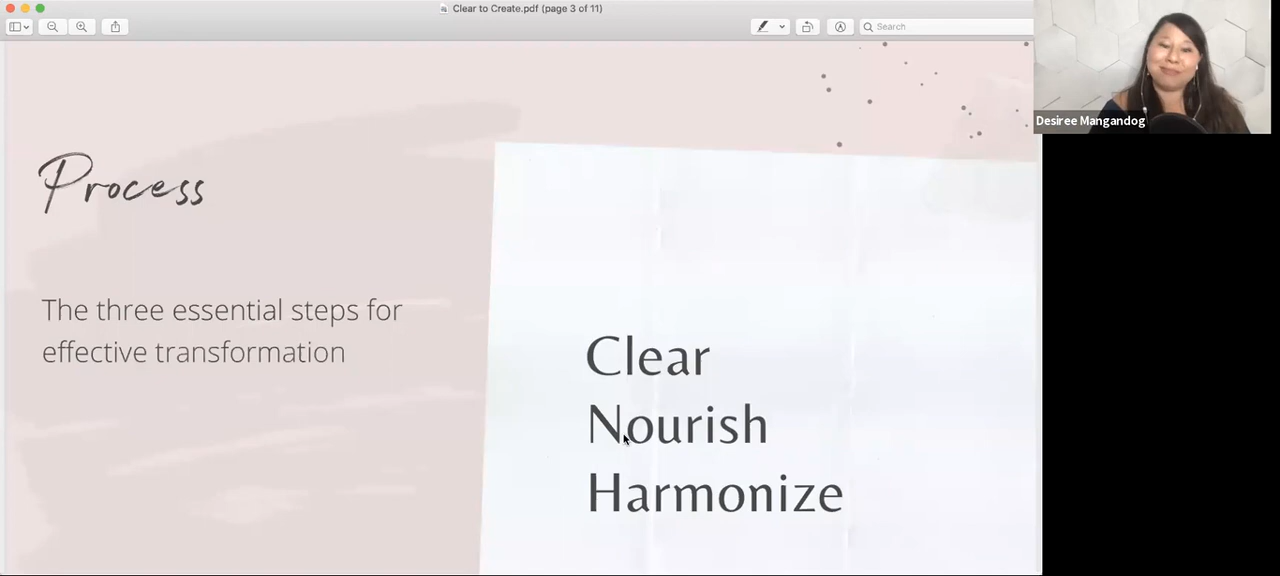 Clear to Create.pdf (page 3 of 11)
Search
Desiree Mangandog
Process
The three essential steps for
effective transformation
Clear
Nourish
Harmonize